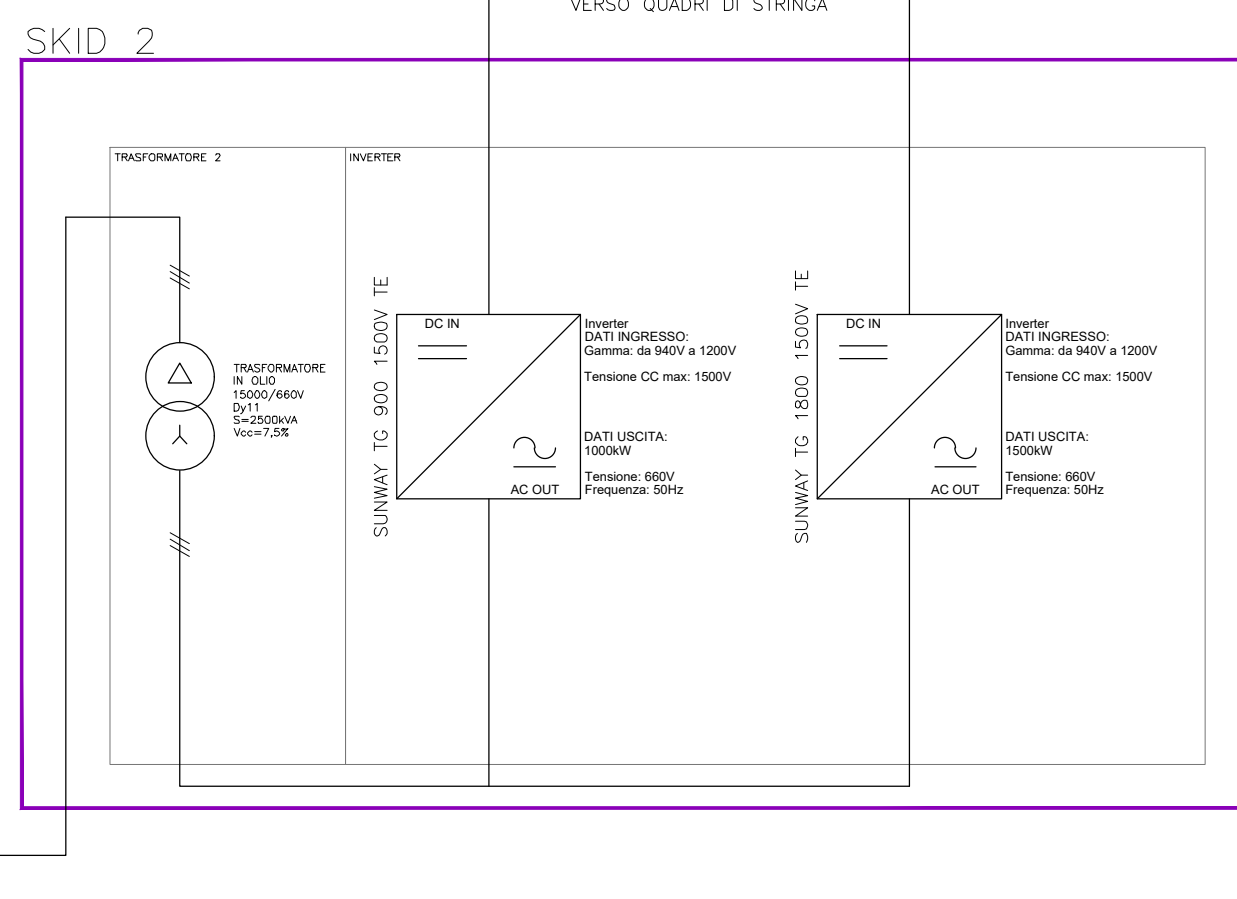 VERSO QUADRI DI STRINGA
SKID 2
TRASFORMATORE 2
INVERTER
TRASFORMATORE
IN OLIO
15000/660V
Dy11
S=2500kVA
Vcc=7,5%
SUNWAY TG 900 1500V TE
DC IN
AC OUT
Inverter
DATI INGRESSO:
Gamma: da 940V a 1200V
Tensione CC max: 1500V
DATI USCITA:
1000kW
Tensione: 660V
Frequenza: 50Hz
SUNWAY TG 1800 1500V TE
DC IN
AC OUT
Inverter
DATI INGRESSO:
Gamma: da 940V a 1200V
Tensione CC max: 1500V
DATI USCITA:
1500kW
Tensione: 660V
Frequenza: 50Hz